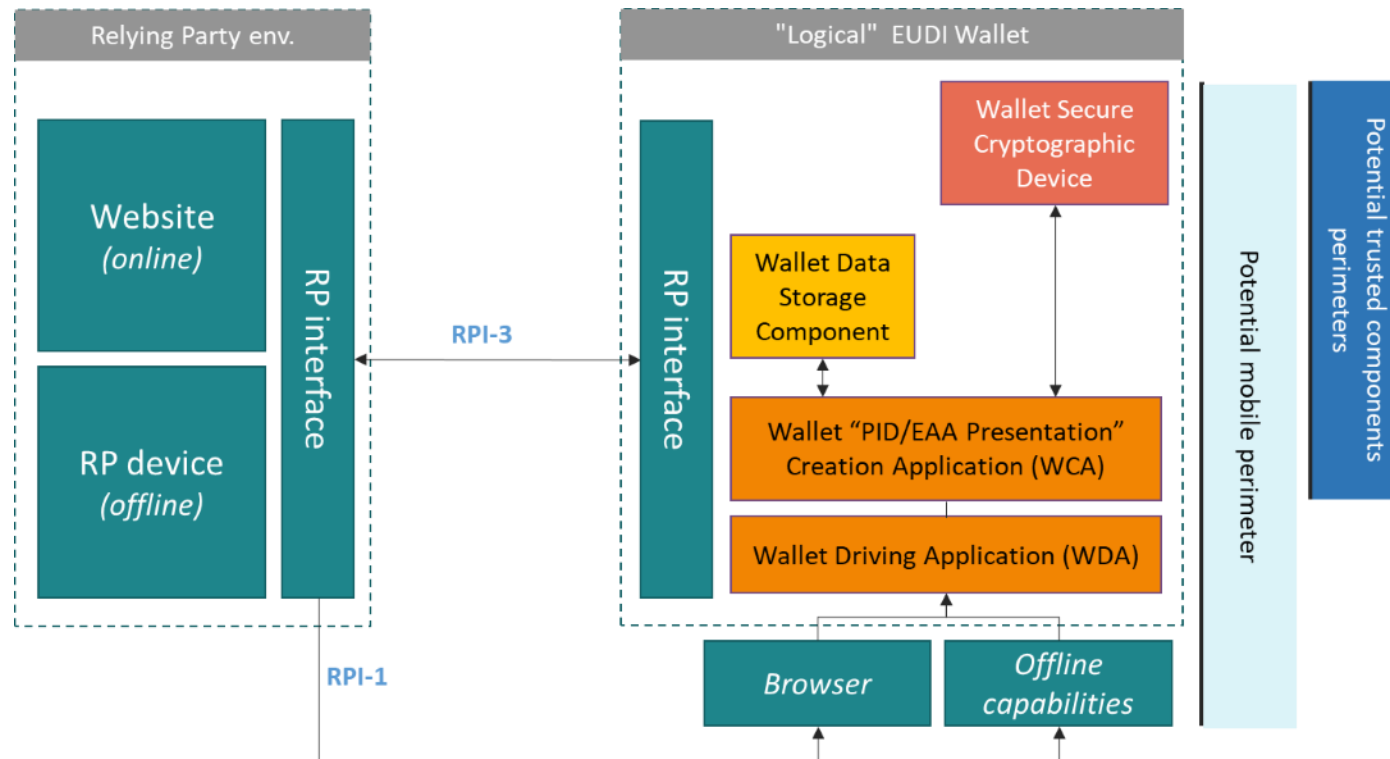 Relying Party env.
"Logical" EUDI Wallet
Website
(online)
RP device
(offline)
RP interface
RPI-3
RPI-1
RP interface
Wallet Secure
Cryptographic
Device
Wallet Data
Storage
Component
Wallet “PID/EAA Presentation”
Creation Application (WCA)
Wallet Driving Application (WDA)
Browser
Offline
capabilities
Potential mobile perimeter
Potential trusted components
perimeters